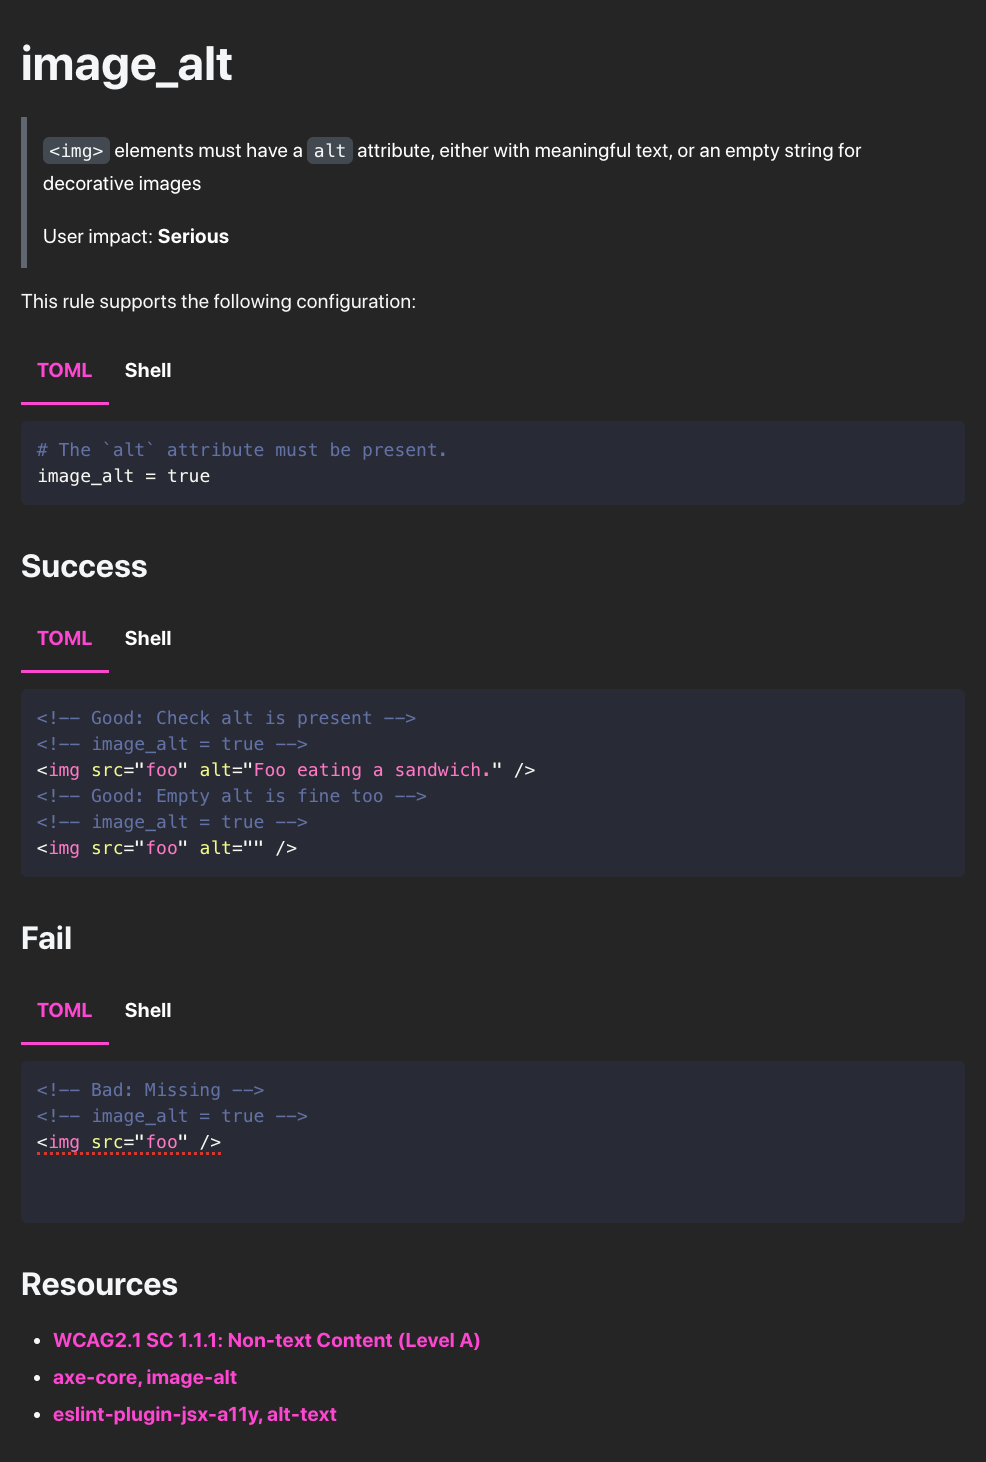 image_alt
<img> elements must have a alt attribute, either with meaningful text, or an empty string for
decorative images
User impact: Serious
This rule supports the following configuration:
TOML Shell
# The `alt` attribute must be present.
image_alt = true
Success
TOML Shell
<!-- Good: Check alt is present -->
<!-- image_alt = true -->
<img src="foo" alt="Foo eating a sandwich." />
<!-- Good: Empty alt is fine too -->
<!-- image_alt = true -->
<img src="foo" alt="" />
Fail
TOML Shell
<!-- Bad: Missing -->
<!-- image_alt = true -->
<img src="foo" />
Resources
• WCAG2.1 SC 1.1.1: Non-text Content (Level A)
• axe-core, image-alt
• eslint-plugin-jsx-a11y, alt-text